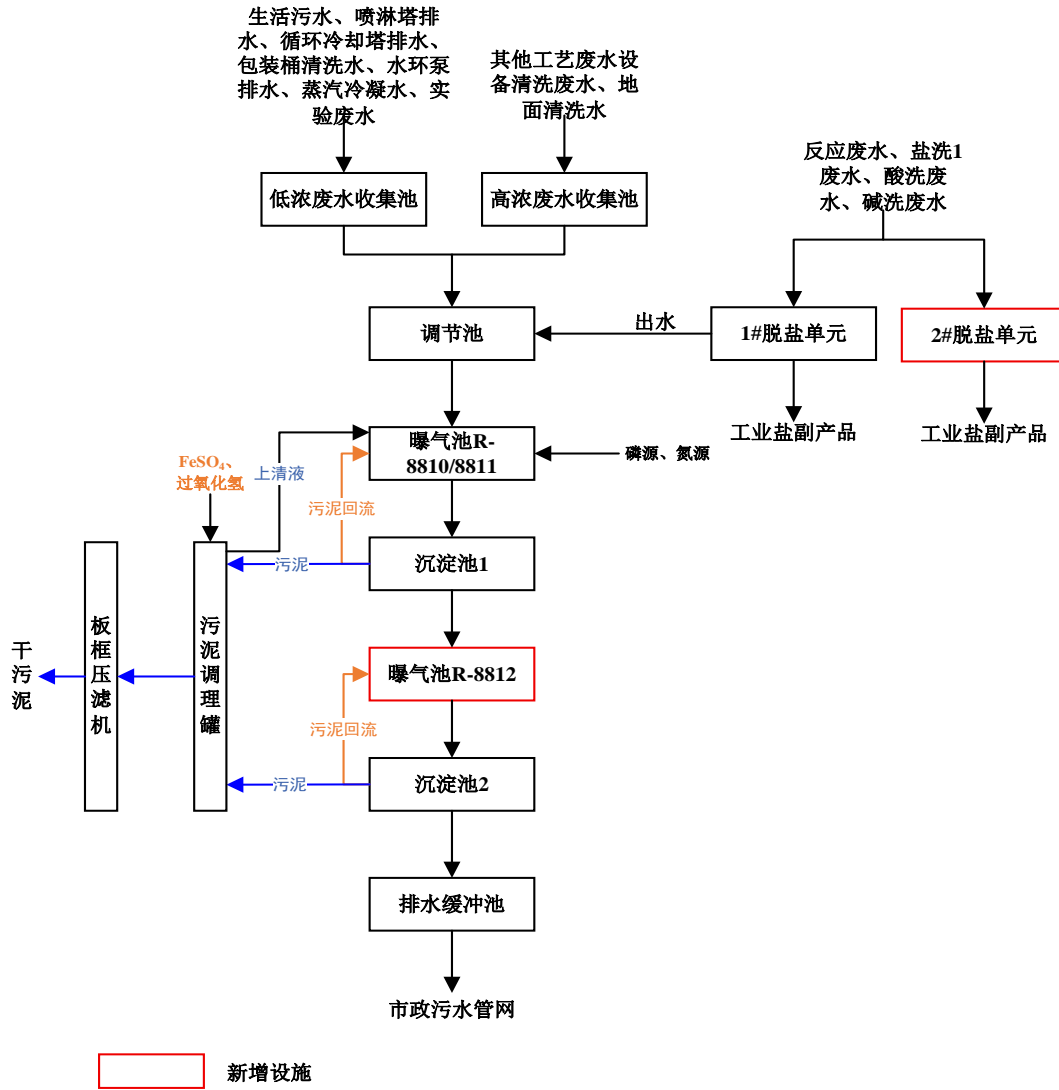 生活污水、喷淋塔排
水、循环冷却塔排水、
包装桶清洗水、水环泵
排水、蒸汽冷凝水、实
验废水
其他工艺废水设
备清洗废水、地
面清洗水
反应废水、盐洗1
废水、酸洗废
水、碱洗废水
低浓废水收集池
高浓废水收集池
调节池
出水
1#脱盐单元
2#脱盐单元
工业盐副产品
工业盐副产品
曝气池R-
8810/8811
磷源、氮源
FeSO₄、
过氧化氢
上清液
污泥回流
污泥
沉淀池1
干
污
泥
板
框
压
滤
机
污
泥
调
理
罐
曝气池R-8812
污泥回流
污泥
沉淀池2
排水缓冲池
市政污水管网
新增设施